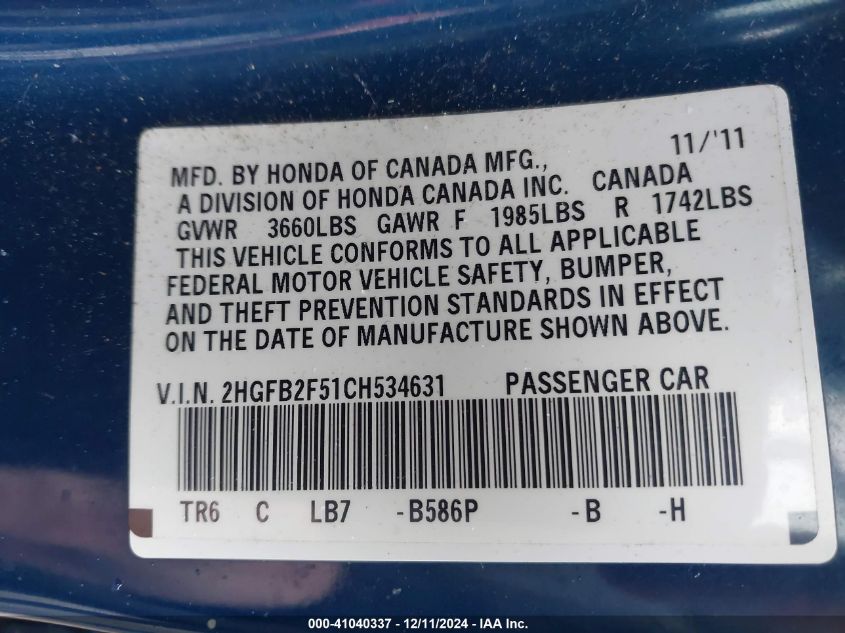 11/'11
MFD. BY HONDA OF CANADA MFG.,
A DIVISION OF HONDA CANADA INC. CANADA
GVWR 3660LBS GAWR F 1985LBS R 1742LBS
THIS VEHICLE CONFORMS TO ALL APPLICABLE
FEDERAL MOTOR VEHICLE SAFETY, BUMPER,
AND THEFT PREVENTION STANDARDS IN EFFECT
ON THE DATE OF MANUFACTURE SHOWN ABOVE.
V.I.N. 2HGFB2F51CH534631 PASSENGER CAR
TR6 C LB7 -B586P -B -H
000-41040337 - 12/11/2024 - IAA Inc.